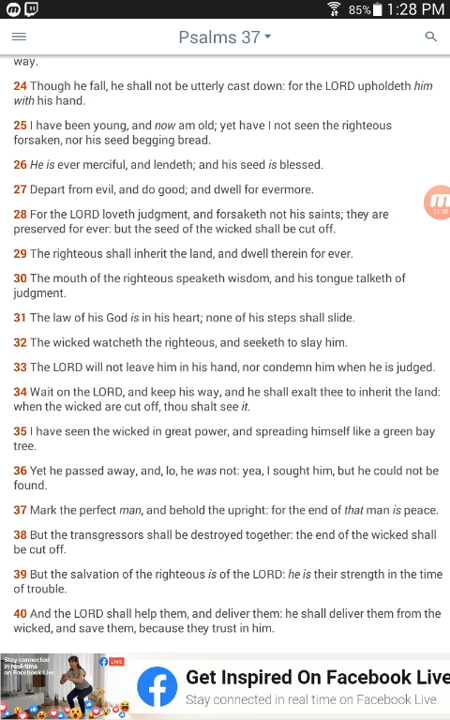 85% 1:28 PM
Psalms 37
way.
24 Though he fall, he shall not be utterly cast down: for the LORD upholdeth him
with his hand.
25 I have been young, and now am old; yet have I not seen the righteous
forsaken, nor his seed begging bread.
26 He is ever merciful, and lendeth; and his seed is blessed.
27 Depart from evil, and do good; and dwell for evermore.
28 For the LORD loveth judgment, and forsaketh not his saints; they are
preserved for ever: but the seed of the wicked shall be cut off.
11:38
29 The righteous shall inherit the land, and dwell therein for ever.
30 The mouth of the righteous speaketh wisdom, and his tongue talketh of
judgment.
31 The law of his God is in his heart; none of his steps shall slide.
32 The wicked watcheth the righteous, and seeketh to slay him.
33 The LORD will not leave him in his hand, nor condemn him when he is judged.
34 Wait on the LORD, and keep his way, and he shall exalt thee to inherit the land:
when the wicked are cut off, thou shalt see it.
35 I have seen the wicked in great power, and spreading himself like a green bay
tree.
36 Yet he passed away, and, lo, he was not: yea, I sought him, but he could not be
found.
37 Mark the perfect man, and behold the upright: for the end of that man is peace.
38 But the transgressors shall be destroyed together: the end of the wicked shall
be cut off.
39 But the salvation of the righteous is of the LORD: he is their strength in the time
of trouble.
40 And the LORD shall help them, and deliver them: he shall deliver them from the
wicked, and save them, because they trust in him.
Stay connected
in real-time
on Facebook Live.
LIVE
Get Inspired On Facebook Live
Stay connected in real time on Facebook Live.